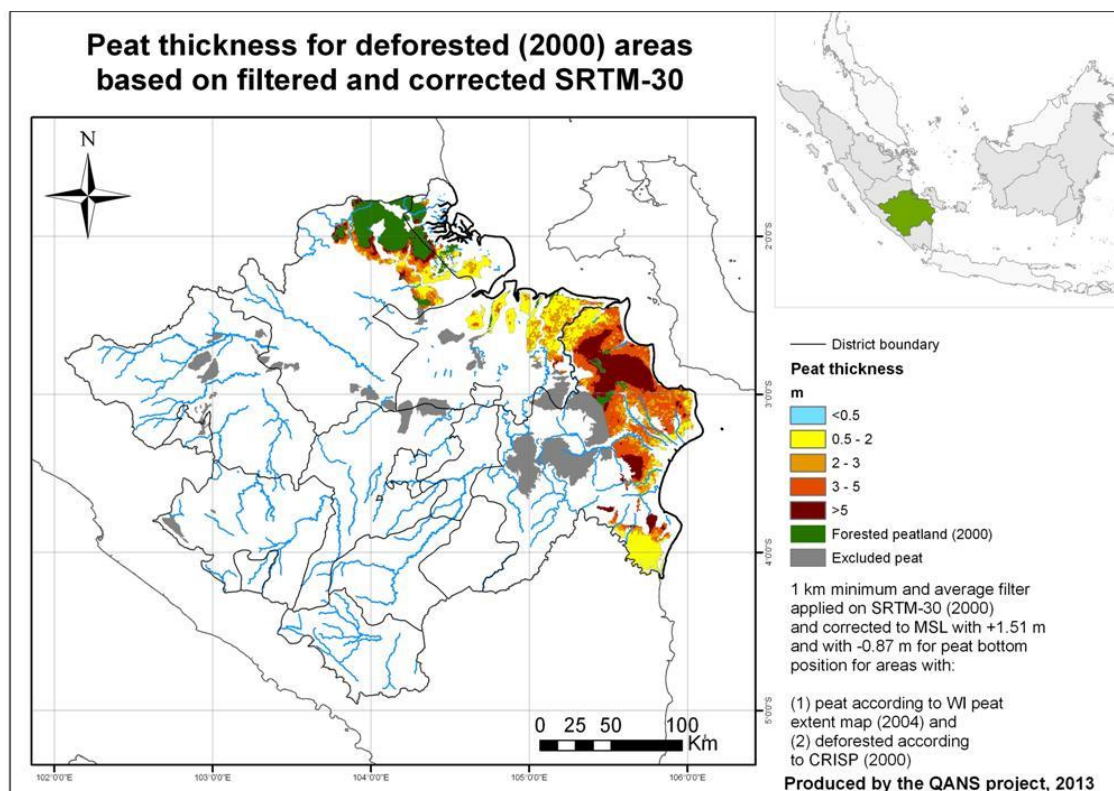 Peat thickness for deforested (2000) areas
based on filtered and corrected SRTM-30
N
2°0'0"S
3°0'0"S
4°0'0"S
5°0'0"S
102°0'0"E
103°0'0"E
104°0'0"E
105°0'0"E
106°0'0"E
0 25 50 100
Km
District boundary
Peat thickness
m
<0.5
0.5 - 2
2 - 3
3 - 5
>5
Forested peatland (2000)
Excluded peat
1 km minimum and average filter
applied on SRTM-30 (2000)
and corrected to MSL with +1.51 m
and with -0.87 m for peat bottom
position for areas with:
(1) peat according to WI peat
extent map (2004) and
(2) deforested according
to CRISP (2000)
Produced by the QANS project, 2013